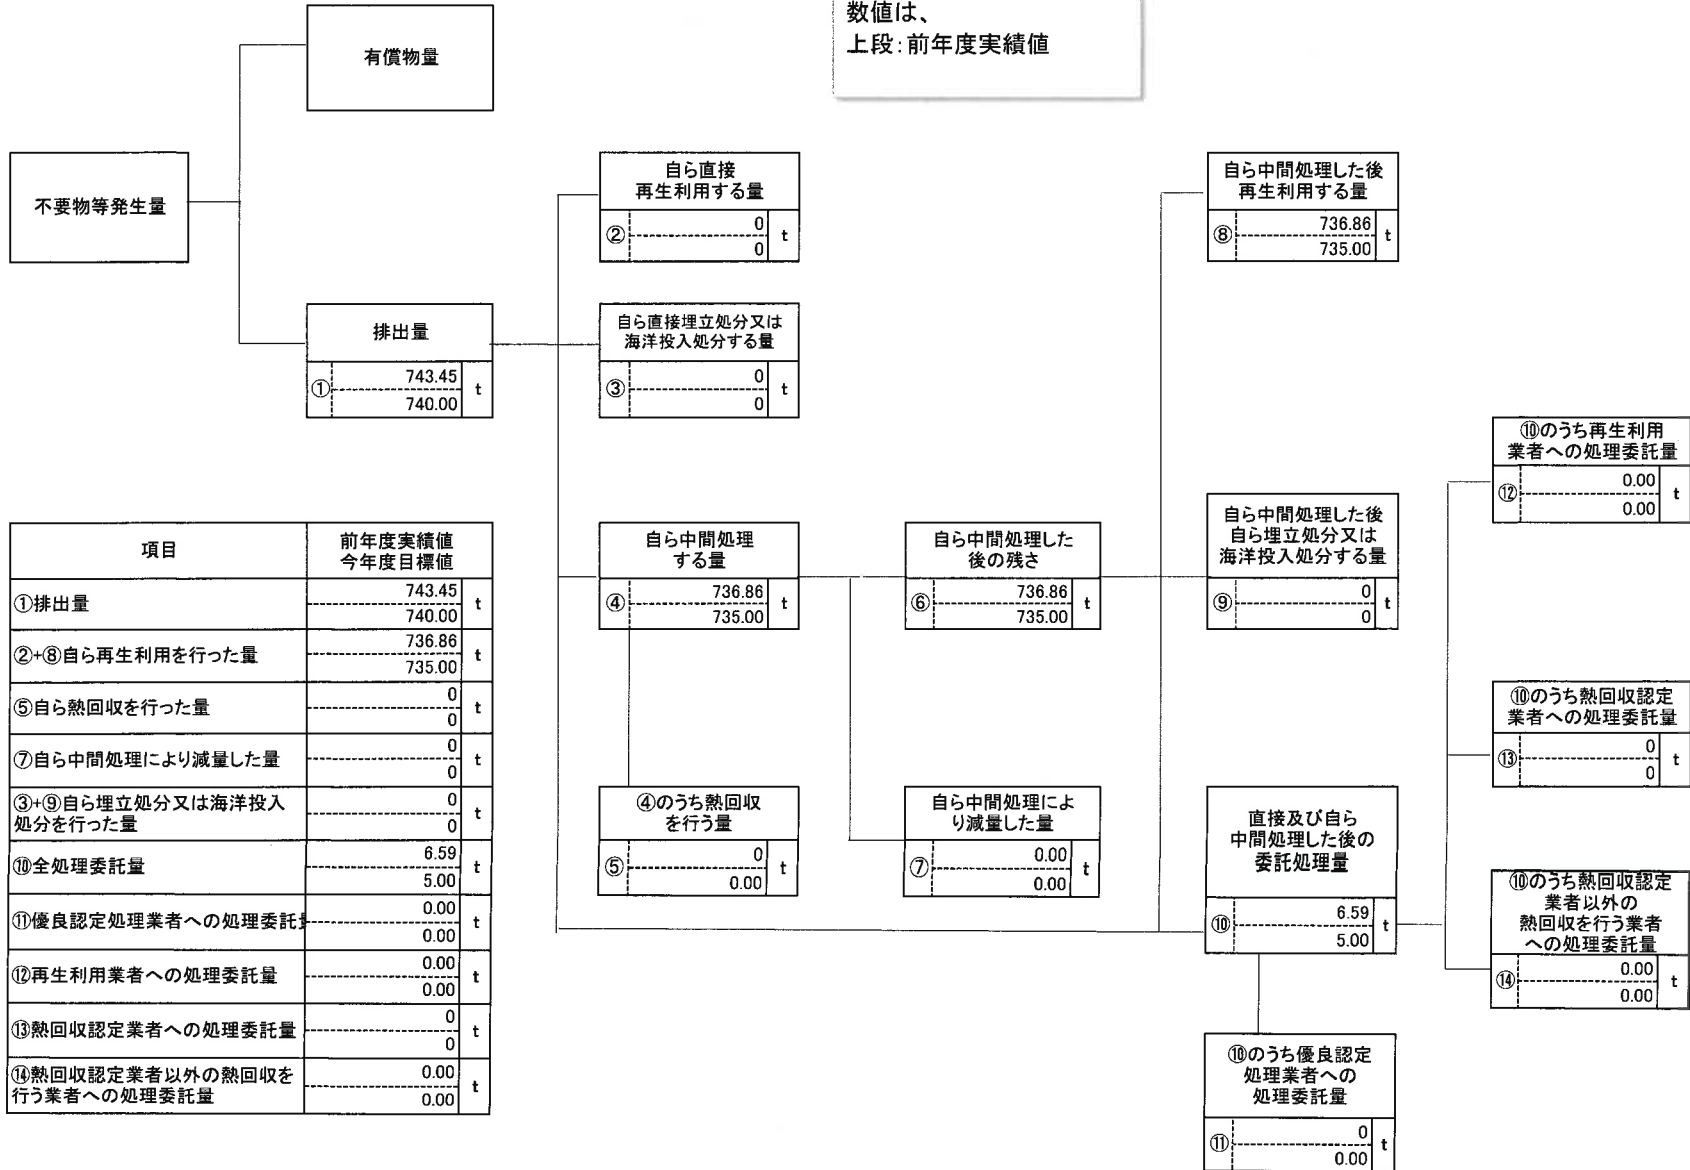 数値は、
上段：前年度実績値
有償物量
不要物等発生量
排出量
① 743.45 t
740.00
自ら直接
再生利用する量
② 0 t
0
自ら直接埋立処分又は
海洋投入処分する量
③ 0 t
0
自ら中間処理した後
再生利用する量
⑧ 736.86 t
735.00
自ら中間処理
する量
④ 736.86 t
735.00
自ら中間処理した
後の残さ
⑥ 736.86 t
735.00
自ら中間処理した後
自ら埋立処分又は
海洋投入処分する量
⑨ 0 t
0
④のうち熱回収
を行う量
⑤ 0 t
0.00
自ら中間処理によ
り減量した量
⑦ 0.00 t
0.00
直接及び自ら
中間処理した後の
委託処理量
⑩ 6.59 t
5.00
⑩のうち再生利用
業者への処理委託量
⑫ 0.00 t
0.00
⑩のうち熱回収認定
業者への処理委託量
⑬ 0 t
0
⑩のうち熱回収認定
業者以外の
熱回収を行う業者
への処理委託量
⑭ 0.00 t
0.00
⑩のうち優良認定
処理業者への
処理委託量
⑪ 0 t
0.00
項目 前年度実績値
今年度目標値
①排出量 743.45 t
740.00
②+⑧自ら再生利用を行った量 736.86 t
735.00
⑤自ら熱回収を行った量 0 t
0
⑦自ら中間処理により減量した量 0 t
0
③+⑨自ら埋立処分又は海洋投入 0 t
処分を行った量 0
⑩全処理委託量 6.59 t
5.00
⑪優良認定処理業者への処理委託 0.00 t
0.00
⑫再生利用業者への処理委託量 0.00 t
0.00
⑬熱回収認定業者への処理委託量 0 t
0
⑭熱回収認定業者以外の熱回収を 0.00 t
行う業者への処理委託量 0.00